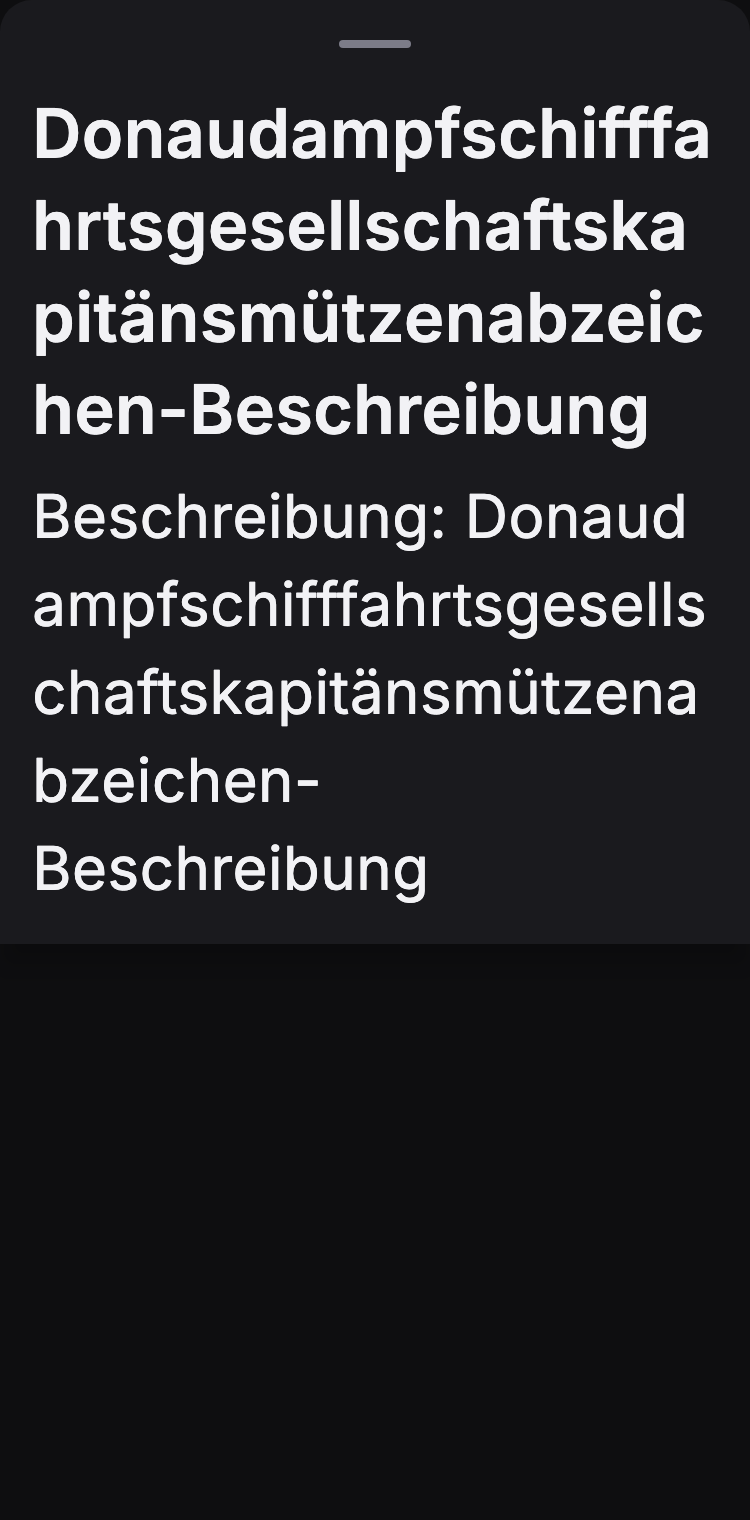 Donaudampfschifffa
hrtsgesellschaftska
pitänsmützenabzeic
hen-Beschreibung
Beschreibung: Donaud
ampfschifffahrtsgesells
chaftskapitänsmützena
bzeichen-
Beschreibung